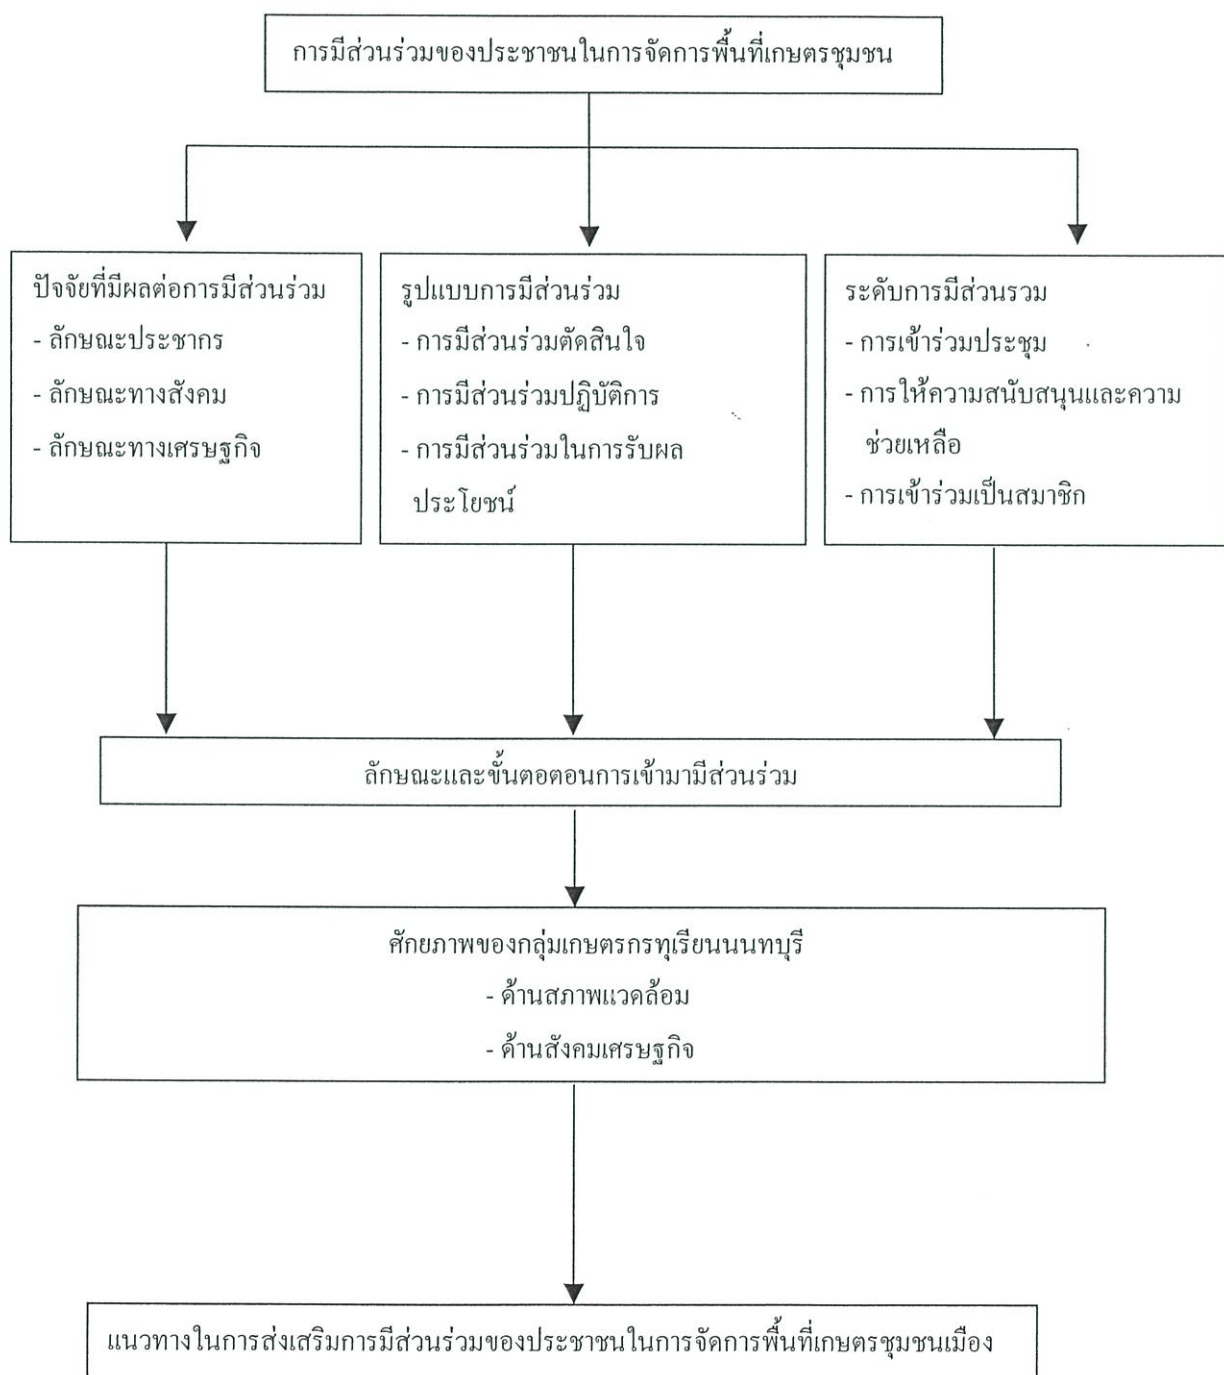 การมีส่วนร่วมของประชาชนในการจัดการพื้นที่เกษตรชุมชน
ปัจจัยที่มีผลต่อการมีส่วนร่วม
- ลักษณะประชากร
- ลักษณะทางสังคม
- ลักษณะทางเศรษฐกิจ
รูปแบบการมีส่วนร่วม
- การมีส่วนร่วมตัดสินใจ
- การมีส่วนร่วมปฏิบัติการ
- การมีส่วนร่วมในการรับผล
ประโยชน์
ระดับการมีส่วนรวม
- การเข้าร่วมประชุม
- การให้ความสนับสนุนและความ
ช่วยเหลือ
- การเข้าร่วมเป็นสมาชิก
ลักษณะและขั้นตอตอนการเข้ามามีส่วนร่วม
ศักยภาพของกลุ่มเกษตรกรทุเรียนนนทบุรี
- ด้านสภาพแวดล้อม
- ด้านสังคมเศรษฐกิจ
แนวทางในการส่งเสริมการมีส่วนร่วมของประชาชนในการจัดการพื้นที่เกษตรชุมชนเมือง